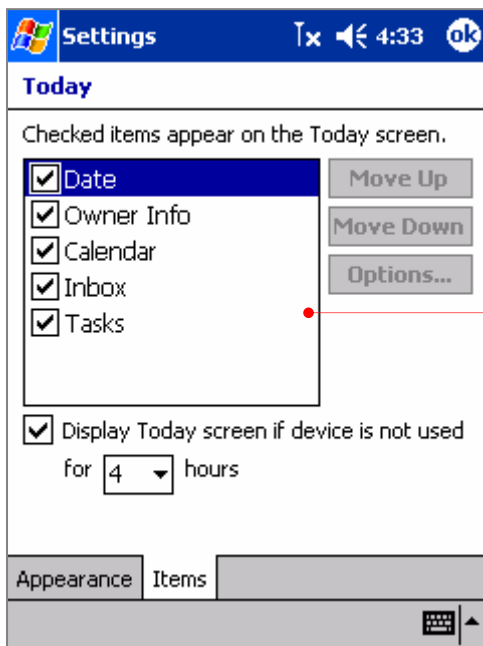 Settings 4:33 ok
Today
Checked items appear on the Today screen.
Date
Owner Info
Calendar
Inbox
Tasks
Move Up
Move Down
Options...
Display Today screen if device is not used
for 4 hours
Appearance Items